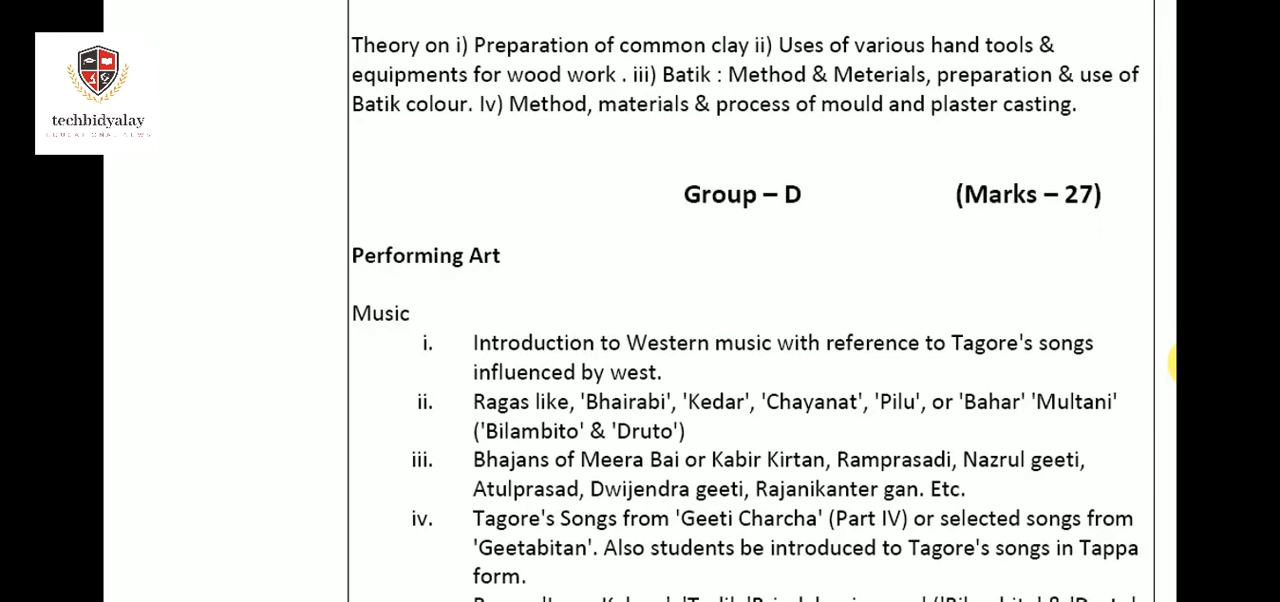 techbidyalay
EDUCATIONAL NEWS
Theory on i) Preparation of common clay ii) Uses of various hand tools &
equipments for wood work . iii) Batik : Method & Meterials, preparation & use of
Batik colour. Iv) Method, materials & process of mould and plaster casting.
Group – D (Marks – 27)
Performing Art
Music
i. Introduction to Western music with reference to Tagore's songs
influenced by west.
ii. Ragas like, 'Bhairabi', 'Kedar', 'Chayanat', 'Pilu', or 'Bahar' 'Multani'
('Bilambito' & 'Druto')
iii. Bhajans of Meera Bai or Kabir Kirtan, Ramprasadi, Nazrul geeti,
Atulprasad, Dwijendra geeti, Rajanikanter gan. Etc.
iv. Tagore's Songs from 'Geeti Charcha' (Part IV) or selected songs from
'Geetabitan'. Also students be introduced to Tagore's songs in Tappa
form.